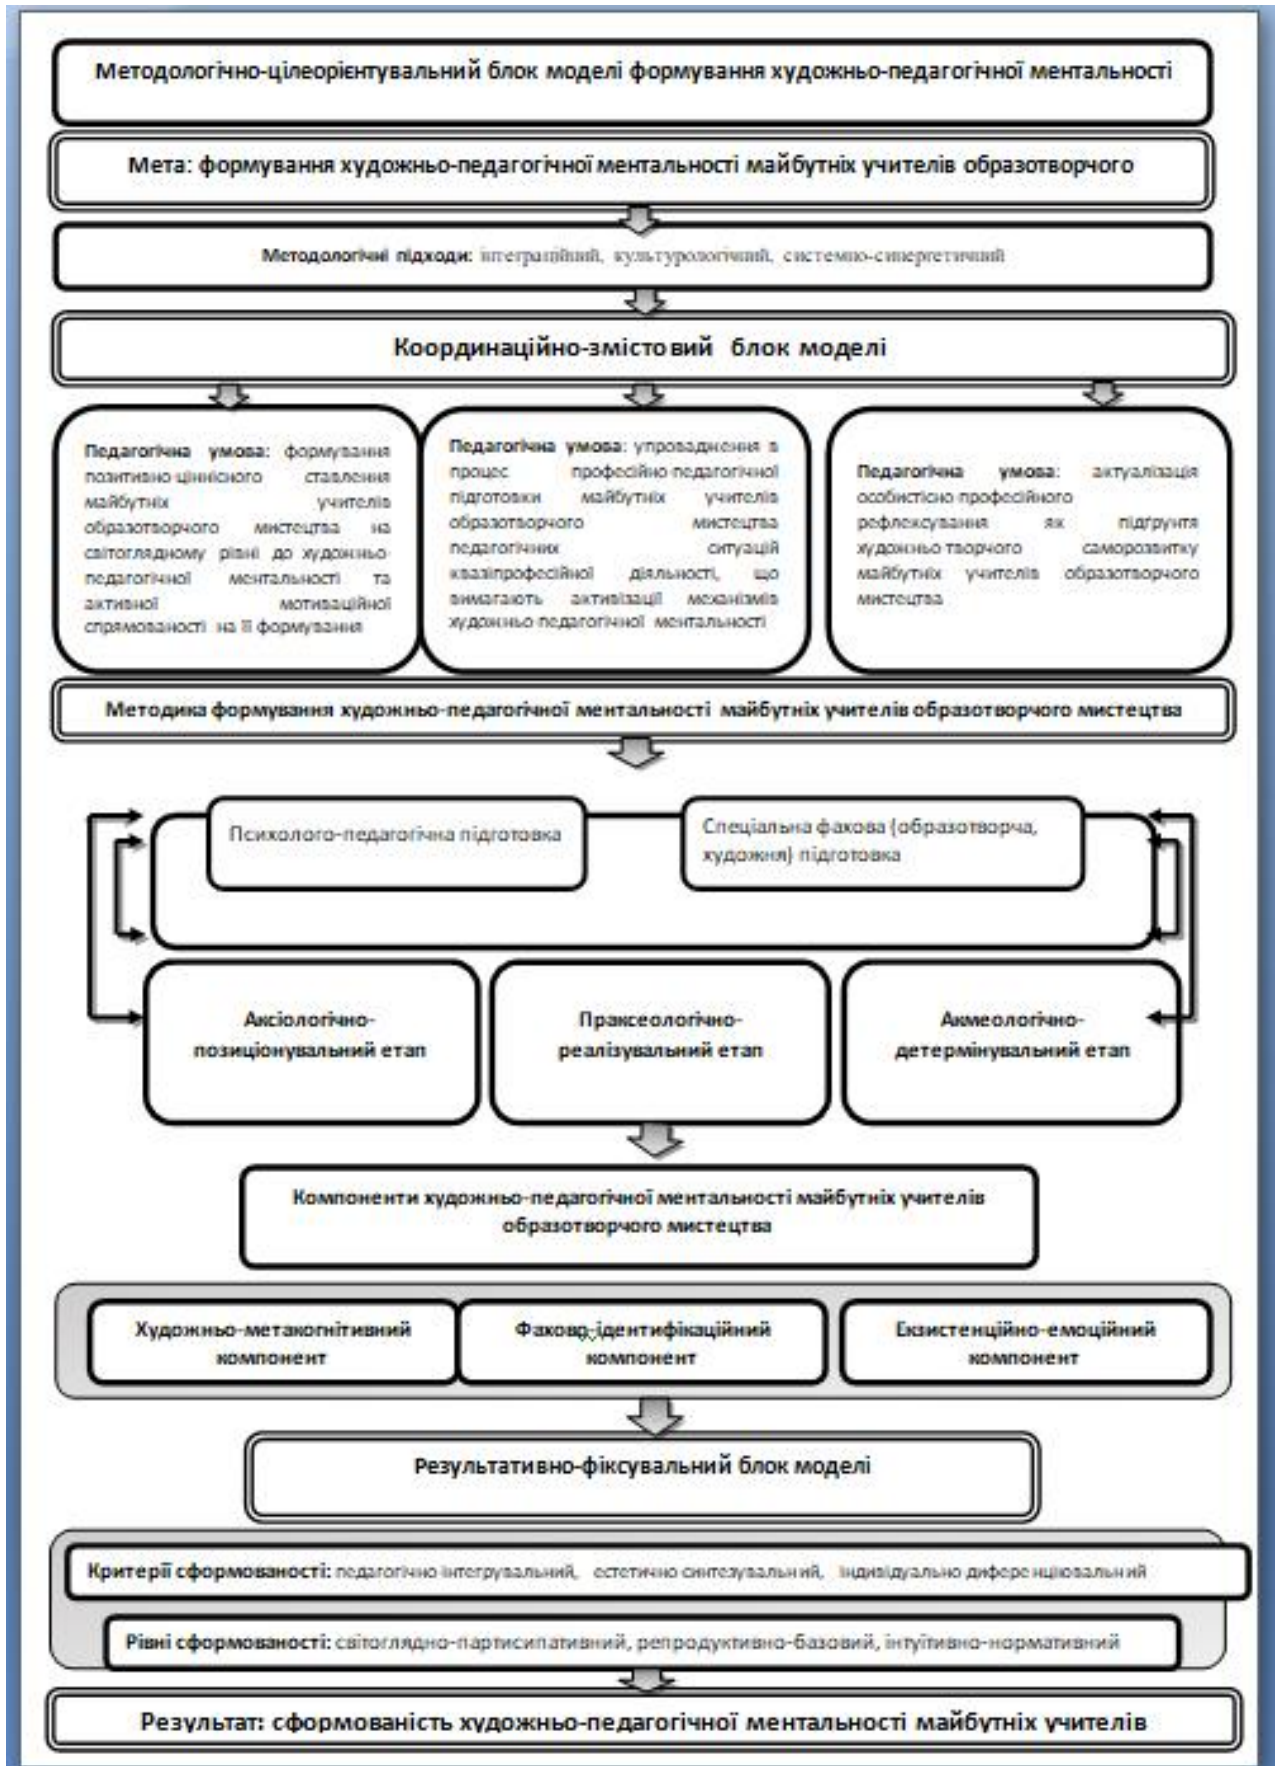 Методологічно-цілеорієнтувальний блок моделі формування художньо-педагогічної ментальності
Мета: формування художньо-педагогічної ментальності майбутніх учителів образотворчого
Методологічні підходи: інтеграційний, культурологічний, системно-синергетичний
Координаційно-змістовий блок моделі
Педагогічна умова: формування
позитивно-ціннісного ставлення
майбутніх учителів
образотворчого мистецтва на
світоглядному рівні до художньо-
педагогічної ментальності та
активної мотиваційної
спрямованості на її формування
Педагогічна умова: упровадження в
процес професійно-педагогічної
підготовки майбутніх учителів
образотворчого мистецтва
педагогічних ситуацій
квазіпрофесійної діяльності, що
вимагають активізації механізмів
художньо-педагогічної ментальності
Педагогічна умова: актуалізація
особистісно-професійного
рефлексування як підґрунтя
художньо-творчого саморозвитку
майбутніх учителів образотворчого
мистецтва
Методика формування художньо-педагогічної ментальності майбутніх учителів образотворчого мистецтва
Психолого-педагогічна підготовка
Спеціальна фахова (образотворча,
художня) підготовка
Аксіологічно-
позиціонувальний етап
Праксеологічно-
реалізувальний етап
Акмеологічно-
детермінувальний етап
Компоненти художньо-педагогічної ментальності майбутніх учителів
образотворчого мистецтва
Художньо-метакогнітивний
компонент
Фахово-ідентифікаційний
компонент
Екзистенційно-емоційний
компонент
Результативно-фіксувальний блок моделі
Критерії сформованості: педагогічно-інтегрувальний, естетично-синтезувальний, індивідуально-диференціювальний
Рівні сформованості: світоглядно-партисипативний, репродуктивно-базовий, інтуїтивно-нормативний
Результат: сформованість художньо-педагогічної ментальності майбутніх учителів